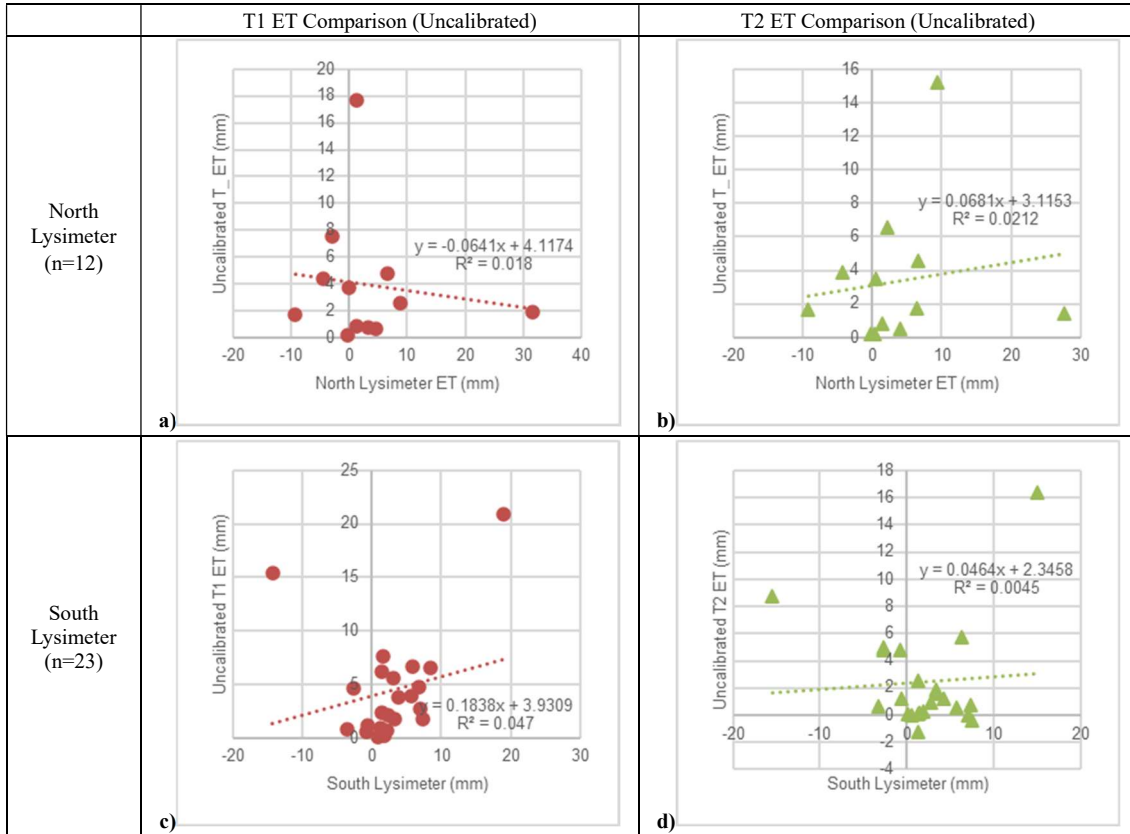 T1 ET Comparison (Uncalibrated)
T2 ET Comparison (Uncalibrated)
North
Lysimeter
(n=12)
Uncalibrated T_ ET (mm)
20
18
16
14
12
10
8
6
4
2
0
-20
-10
0
10
20
30
40
y = -0.0641x + 4.1174
R² = 0.018
North Lysimeter ET (mm)
a)
Uncalibrated T_ ET (mm)
16
14
12
10
8
6
4
2
0
-20
-10
0
10
20
30
y = 0.0681x + 3.1153
R² = 0.0212
North Lysimeter ET (mm)
b)
South
Lysimeter
(n=23)
Uncalibrated T1 ET (mm)
25
20
15
10
5
0
-20
-10
0
10
20
30
y = 0.1838x + 3.9309
R² = 0.047
South Lysimeter (mm)
c)
Uncalibrated T2 ET (mm)
18
16
14
12
10
8
6
4
2
0
-2
-4
-20
-10
0
10
20
y = 0.0464x + 2.3458
R² = 0.0045
South Lysimeter (mm)
d)